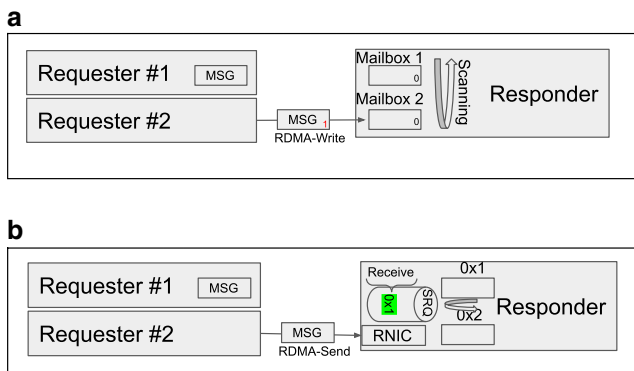 a
Requester #1
MSG
Requester #2
MSG 1
RDMA-Write
Mailbox 1
0
Mailbox 2
0
Scanning
Responder
b
Requester #1
MSG
Requester #2
MSG
RDMA-Send
Receive
0x1
SRQ
RNIC
0x1
0x2
Responder